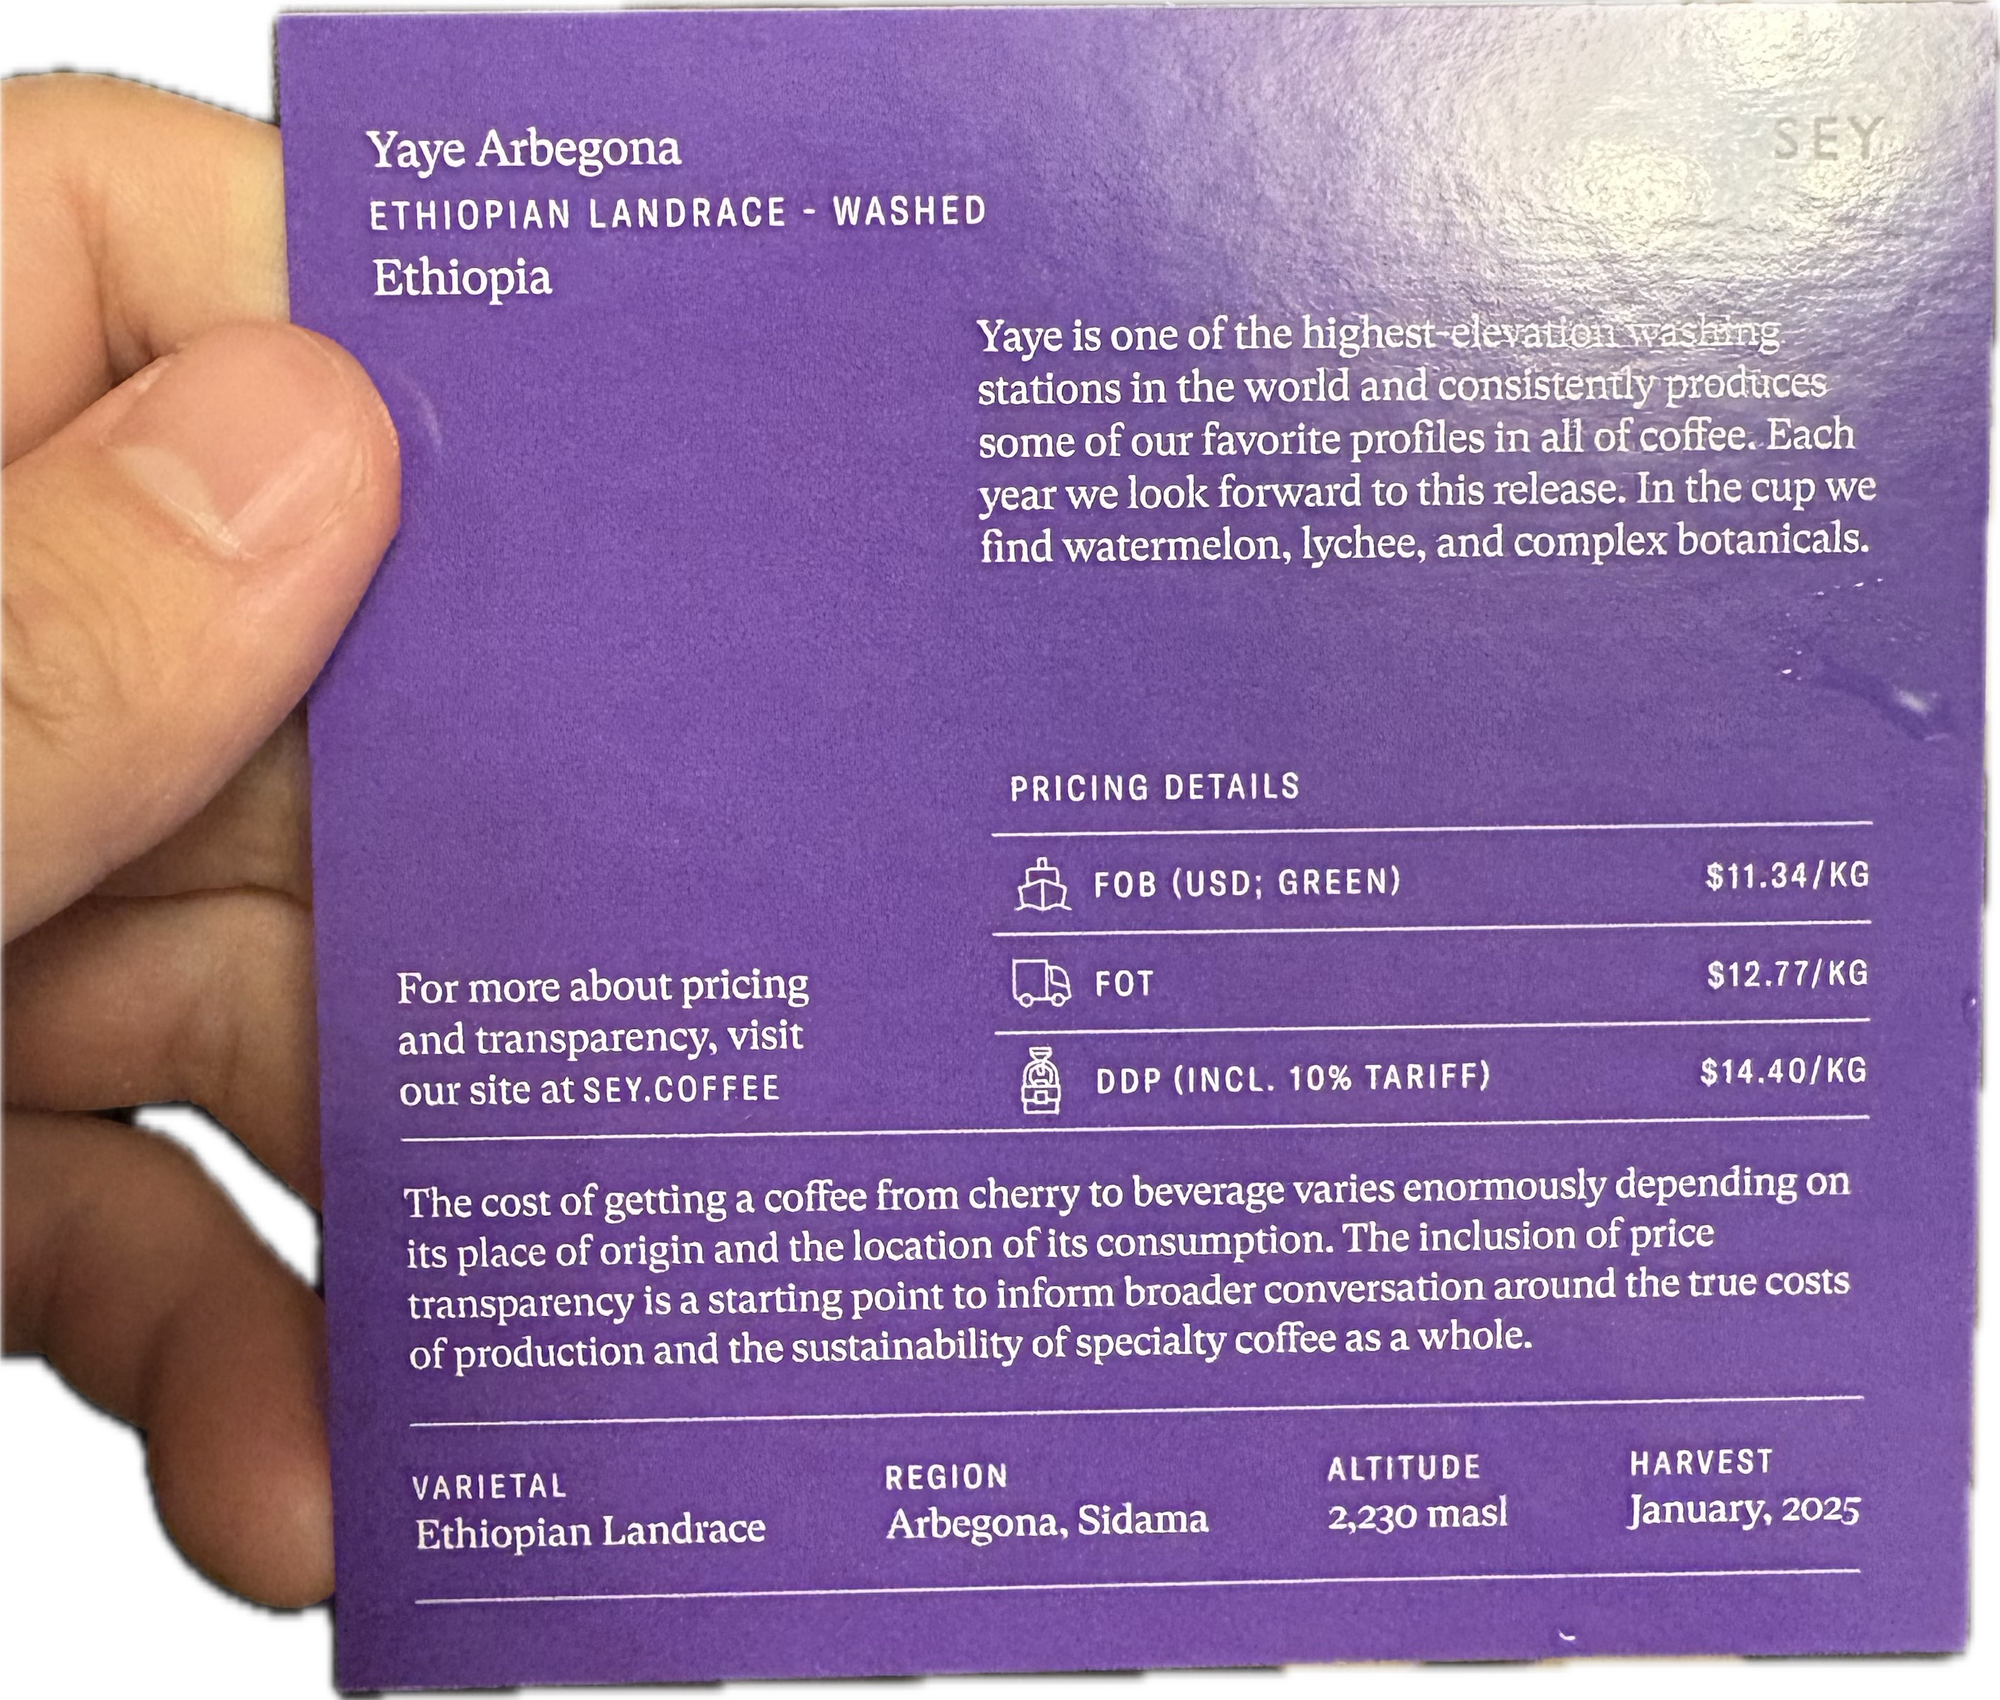 SEY
Yaye Arbegona
ETHIOPIAN LANDRACE - WASHED
Ethiopia
Yaye is one of the highest-elevation washing
stations in the world and consistently produces
some of our favorite profiles in all of coffee. Each
year we look forward to this release. In the cup we
find watermelon, lychee, and complex botanicals.
PRICING DETAILS
FOB (USD; GREEN) $11.34/KG
FOT $12.77/KG
DDP (INCL. 10% TARIFF) $14.40/KG
For more about pricing
and transparency, visit
our site at SEY.COFFEE
The cost of getting a coffee from cherry to beverage varies enormously depending on
its place of origin and the location of its consumption. The inclusion of price
transparency is a starting point to inform broader conversation around the true costs
of production and the sustainability of specialty coffee as a whole.
VARIETAL
Ethiopian Landrace
REGION
Arbegona, Sidama
ALTITUDE
2,230 masl
HARVEST
January, 2025